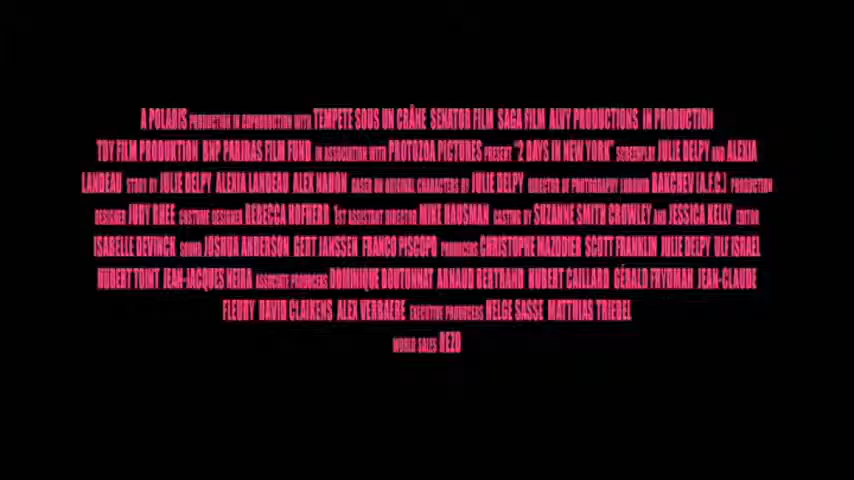 A POLARIS PRODUCTION IN COPRODUCTION WITH TEMPETE SOUS UN CRÂNE SENATOR FILM SAGA FILM ALVY PRODUCTIONS IN PRODUCTION
TDY FILM PRODUKTION BNP PARIBAS FILM FUND IN ASSOCIATION WITH PROTOZOA PICTURES PRESENT "2 DAYS IN NEW YORK" SCREENPLAY JULIE DELPY AND ALEXIA
LANDEAU STORY BY JULIE DELPY ALEXIA LANDEAU ALEX NAHON BASED ON ORIGINAL CHARACTERS BY JULIE DELPY DIRECTOR OF PHOTOGRAPHY LUBOMIR BAKCHEV (A.F.C.) PRODUCTION
DESIGNER JUDY RHEE COSTUME DESIGNER REBECCA HOFHERR 1ST ASSISTANT DIRECTOR MIKE HAUSMAN CASTING BY SUZANNE SMITH CROWLEY AND JESSICA KELLY EDITOR
ISABELLE DEVINCK SOUND JOSHUA ANDERSON GERT JANSSEN FRANCO PISCOPO PRODUCERS CHRISTOPHE MAZODIER SCOTT FRANKLIN JULIE DELPY ULF ISRAEL
HUBERT TOINT JEAN-JACQUES NEIRA ASSOCIATE PRODUCERS DOMINIQUE BOUTONNAT ARNAUD BERTRAND HUBERT CAILLARD GÉRALD FRYDMAN JEAN-CLAUDE
FLEURY DAVID CLAIKENS ALEX VERBAERE EXECUTIVE PRODUCERS HELGE SASSE MATTHIAS TRIEBEL
WORLD SALES REZO